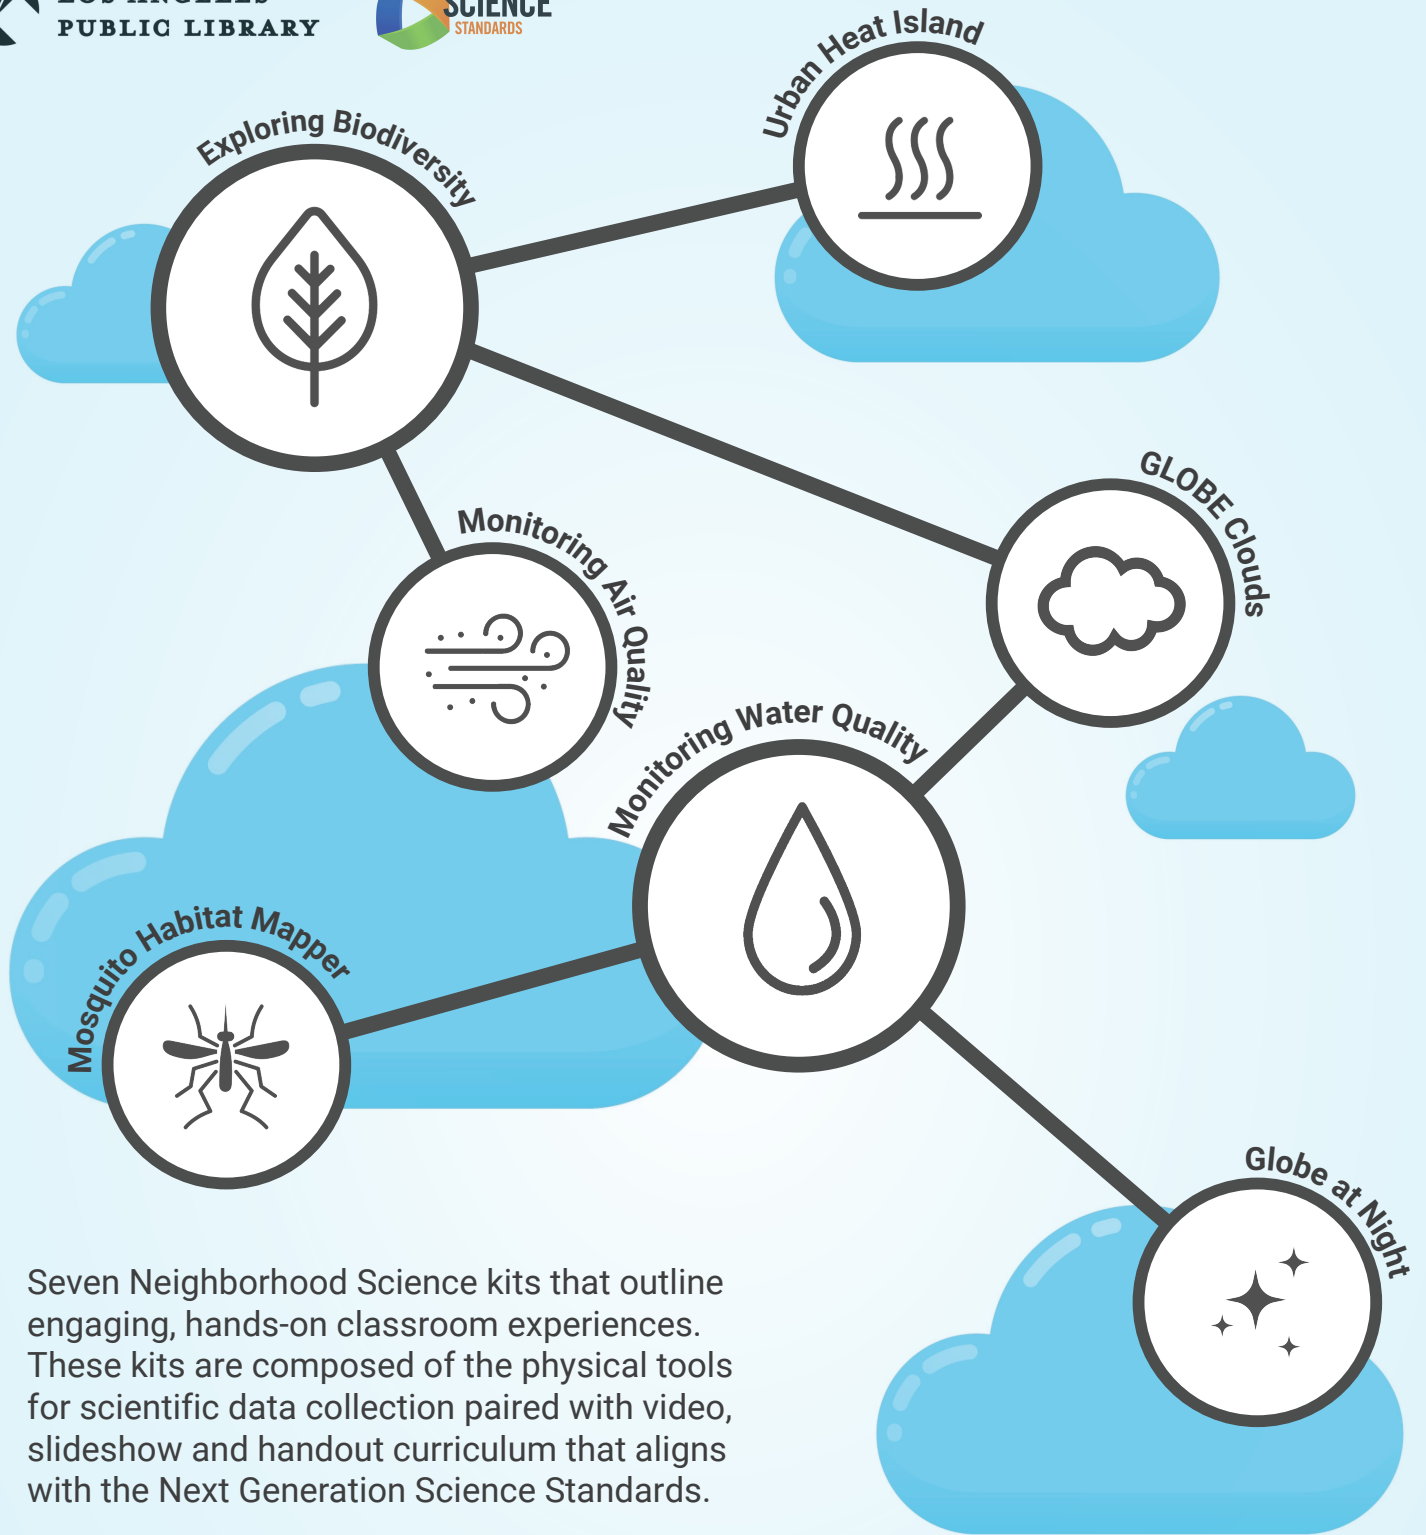 LOS ANGELES
PUBLIC LIBRARY
SCIENCE
STANDARDS
Urban Heat Island
Exploring Biodiversity
GLOBE Clouds
Monitoring Air Quality
Monitoring Water Quality
Mosquito Habitat Mapper
Globe at Night
Seven Neighborhood Science kits that outline
engaging, hands-on classroom experiences.
These kits are composed of the physical tools
for scientific data collection paired with video,
slideshow and handout curriculum that aligns
with the Next Generation Science Standards.